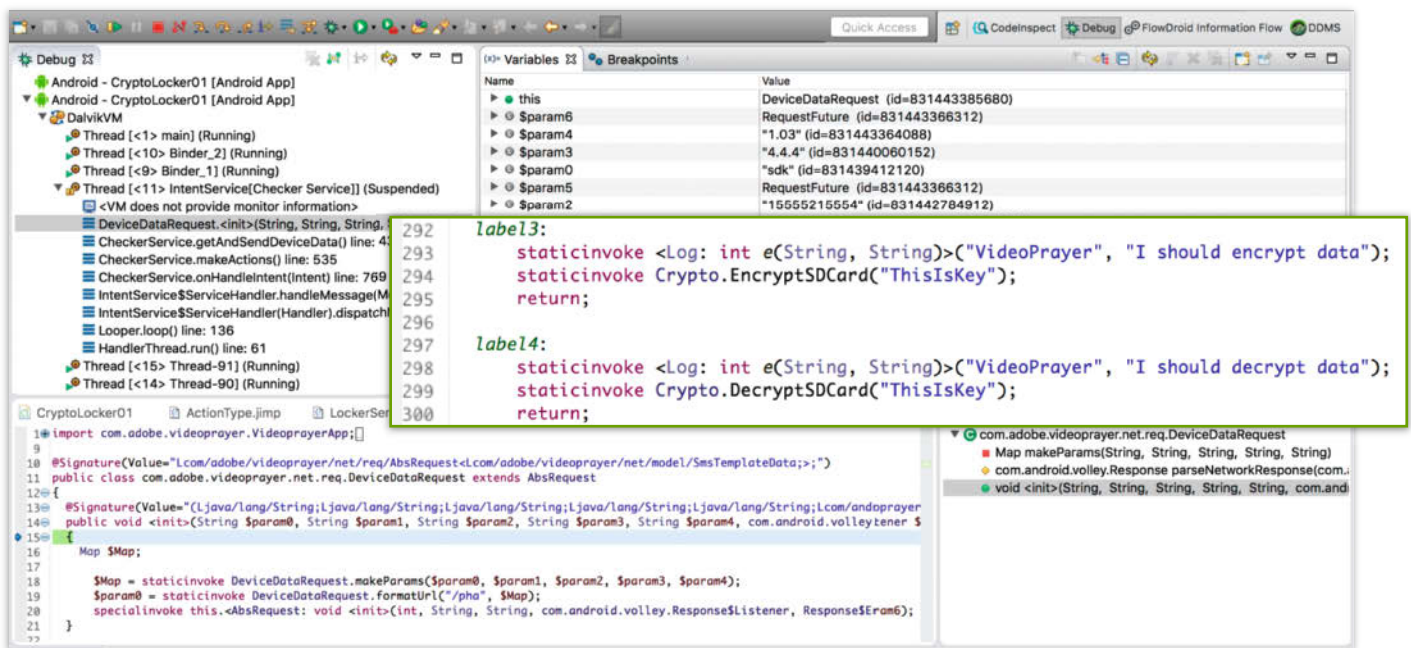 Quick Access
CodeInspect
Debug
FlowDroid Information Flow
DDMS
Debug
Android - CryptoLocker01 [Android App]
Android - CryptoLocker01 [Android App]
DalvikVM
Thread [<1> main] (Running)
Thread [<10> Binder_2] (Running)
Thread [<9> Binder_1] (Running)
Thread [<11> IntentService[Checker Service]] (Suspended)
<VM does not provide monitor information>
DeviceDataRequest.<init>(String, String, String,
CheckerService.getAndSendDeviceData() line: 4
CheckerService.makeActions() line: 535
CheckerService.onHandleIntent(Intent) line: 769
IntentService$ServiceHandler.handleMessage(M
IntentService$ServiceHandler(Handler).dispatch
Looper.loop() line: 136
HandlerThread.run() line: 61
Thread [<15> Thread-91] (Running)
Thread [<14> Thread-90] (Running)
(x)= Variables
Breakpoints
Name Value
this DeviceDataRequest (id=831443385680)
$param6 RequestFuture (id=831443366312)
$param4 "1.03" (id=831443364088)
$param3 "4.4.4" (id=831440060152)
$param0 "sdk" (id=831439412120)
$param5 RequestFuture (id=831443366312)
$param2 "15555215554" (id=831442784912)
292 label3:
293 staticinvoke <Log: int e(String, String)>("VideoPrayer", "I should encrypt data");
294 staticinvoke Crypto.EncryptSDCard("ThisIsKey");
295 return;
296
297 label4:
298 staticinvoke <Log: int e(String, String)>("VideoPrayer", "I should decrypt data");
299 staticinvoke Crypto.DecryptSDCard("ThisIsKey");
300 return;
CryptoLocker01
ActionType.jimp
LockerSer
1 import com.adobe.videoprayer.VideoprayerApp;
9
10 @Signature(Value="Lcom/adobe/videoprayer/net/req/AbsRequest<Lcom/adobe/videoprayer/net/model/SmsTemplateData;>;")
11 public class com.adobe.videoprayer.net.req.DeviceDataRequest extends AbsRequest
12 {
13 @Signature(Value="(Ljava/lang/String;Ljava/lang/String;Ljava/lang/String;Ljava/lang/String;Ljava/lang/String;Lcom/andoprayer
14 public void <init>(String $param0, String $param1, String $param2, String $param3, String $param4, com.android.volleytener $
15 {
16 Map $Map;
17
18 $Map = staticinvoke DeviceDataRequest.makeParams($param0, $param1, $param2, $param3, $param4);
19 $param0 = staticinvoke DeviceDataRequest.formatUrl("/pha", $Map);
20 specialinvoke this.<AbsRequest: void <init>(int, String, String, com.android.volley.Response$Listener, Response$Eram6);
21 }
22
com.adobe.videoprayer.net.req.DeviceDataRequest
Map makeParams(String, String, String, String, String)
com.android.volley.Response parseNetworkResponse(com.
void <init>(String, String, String, String, String, com.and